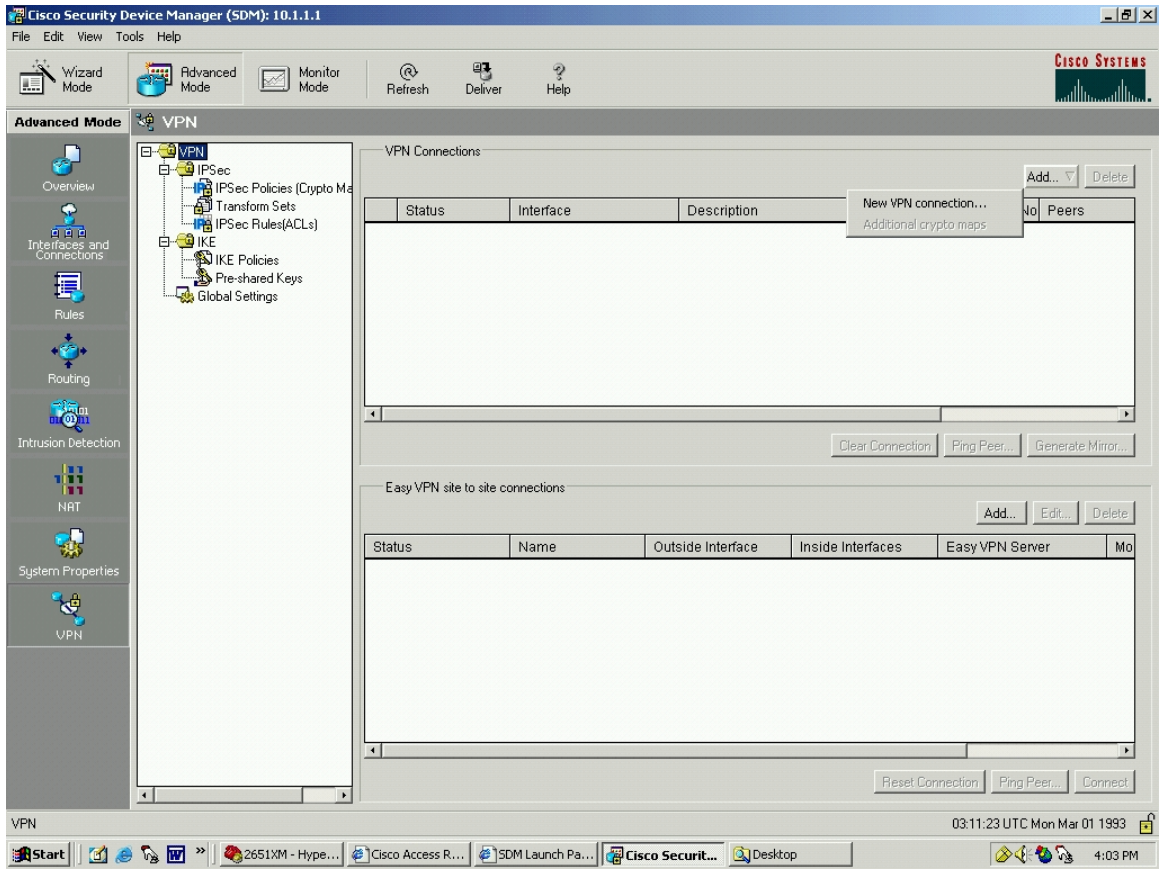 Cisco Security Device Manager (SDM): 10.1.1.1
File Edit View Tools Help
Wizard Mode
Advanced Mode
Monitor Mode
Refresh
Deliver
Help
CISCO SYSTEMS
Advanced Mode
VPN
Overview
Interfaces and Connections
Rules
Routing
Intrusion Detection
NAT
System Properties
VPN
VPN
IPSec
IPSec Policies (Crypto Ma
Transform Sets
IPSec Rules(ACLs)
IKE
IKE Policies
Pre-shared Keys
Global Settings
VPN Connections
Add... Delete
New VPN connection...
Additional crypto maps
Status Interface Description No Peers
Clear Connection Ping Peer... Generate Mirror...
Easy VPN site to site connections
Add... Edit... Delete
Status Name Outside Interface Inside Interfaces Easy VPN Server Mo
Reset Connection Ping Peer... Connect
VPN 03:11:23 UTC Mon Mar 01 1993
Start » 2651XM - Hype... Cisco Access R... SDM Launch Pa... Cisco Securit... Desktop 4:03 PM